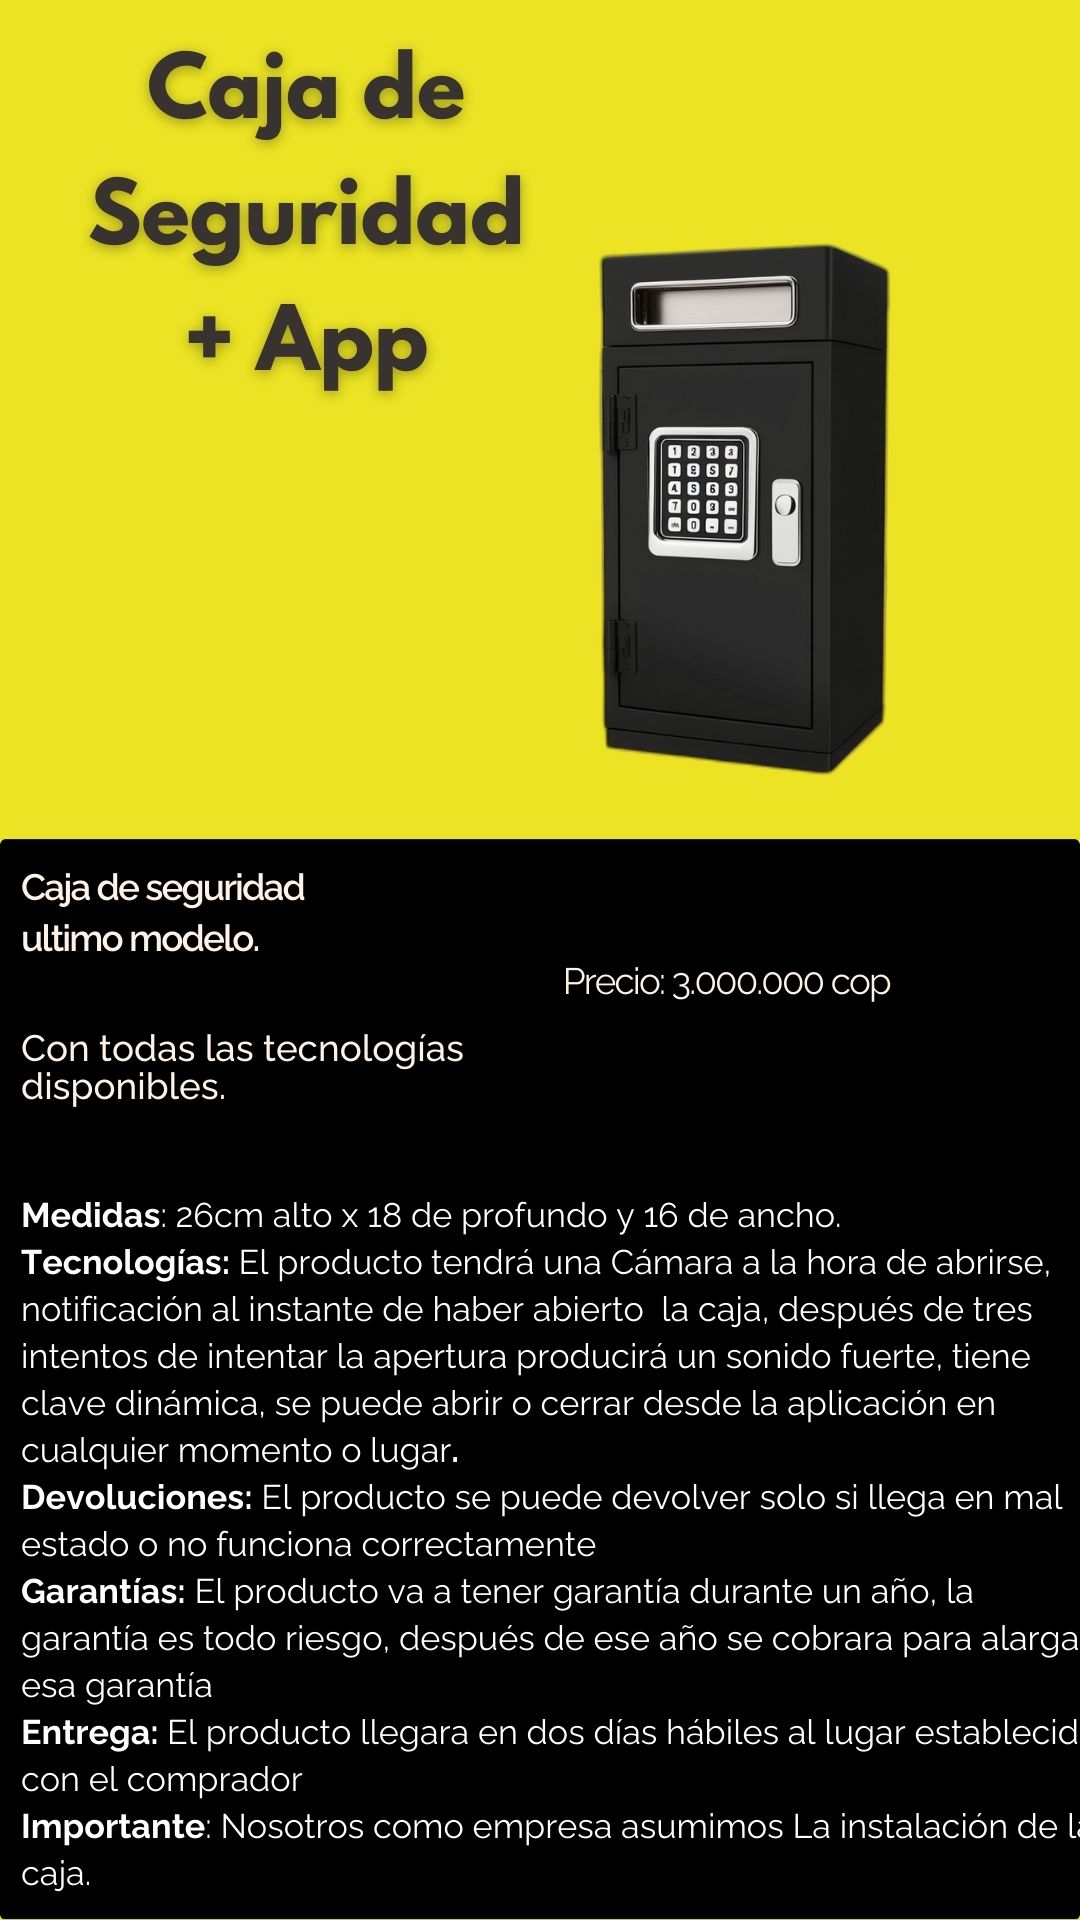 Caja de
Seguridad
+ App
Caja de seguridad
ultimo modelo.
Precio: 3.000.000 cop
Con todas las tecnologías
disponibles.
Medidas: 26cm alto x 18 de profundo y 16 de ancho.
Tecnologías: El producto tendrá una Cámara a la hora de abrirse,
notificación al instante de haber abierto  la caja, después de tres
intentos de intentar la apertura producirá un sonido fuerte, tiene
clave dinámica, se puede abrir o cerrar desde la aplicación en
cualquier momento o lugar.
Devoluciones: El producto se puede devolver solo si llega en mal
estado o no funciona correctamente
Garantías: El producto va a tener garantía durante un año, la
garantía es todo riesgo, después de ese año se cobrara para alarga
esa garantía
Entrega: El producto llegara en dos días hábiles al lugar establecid
con el comprador
Importante: Nosotros como empresa asumimos La instalación de la
caja.